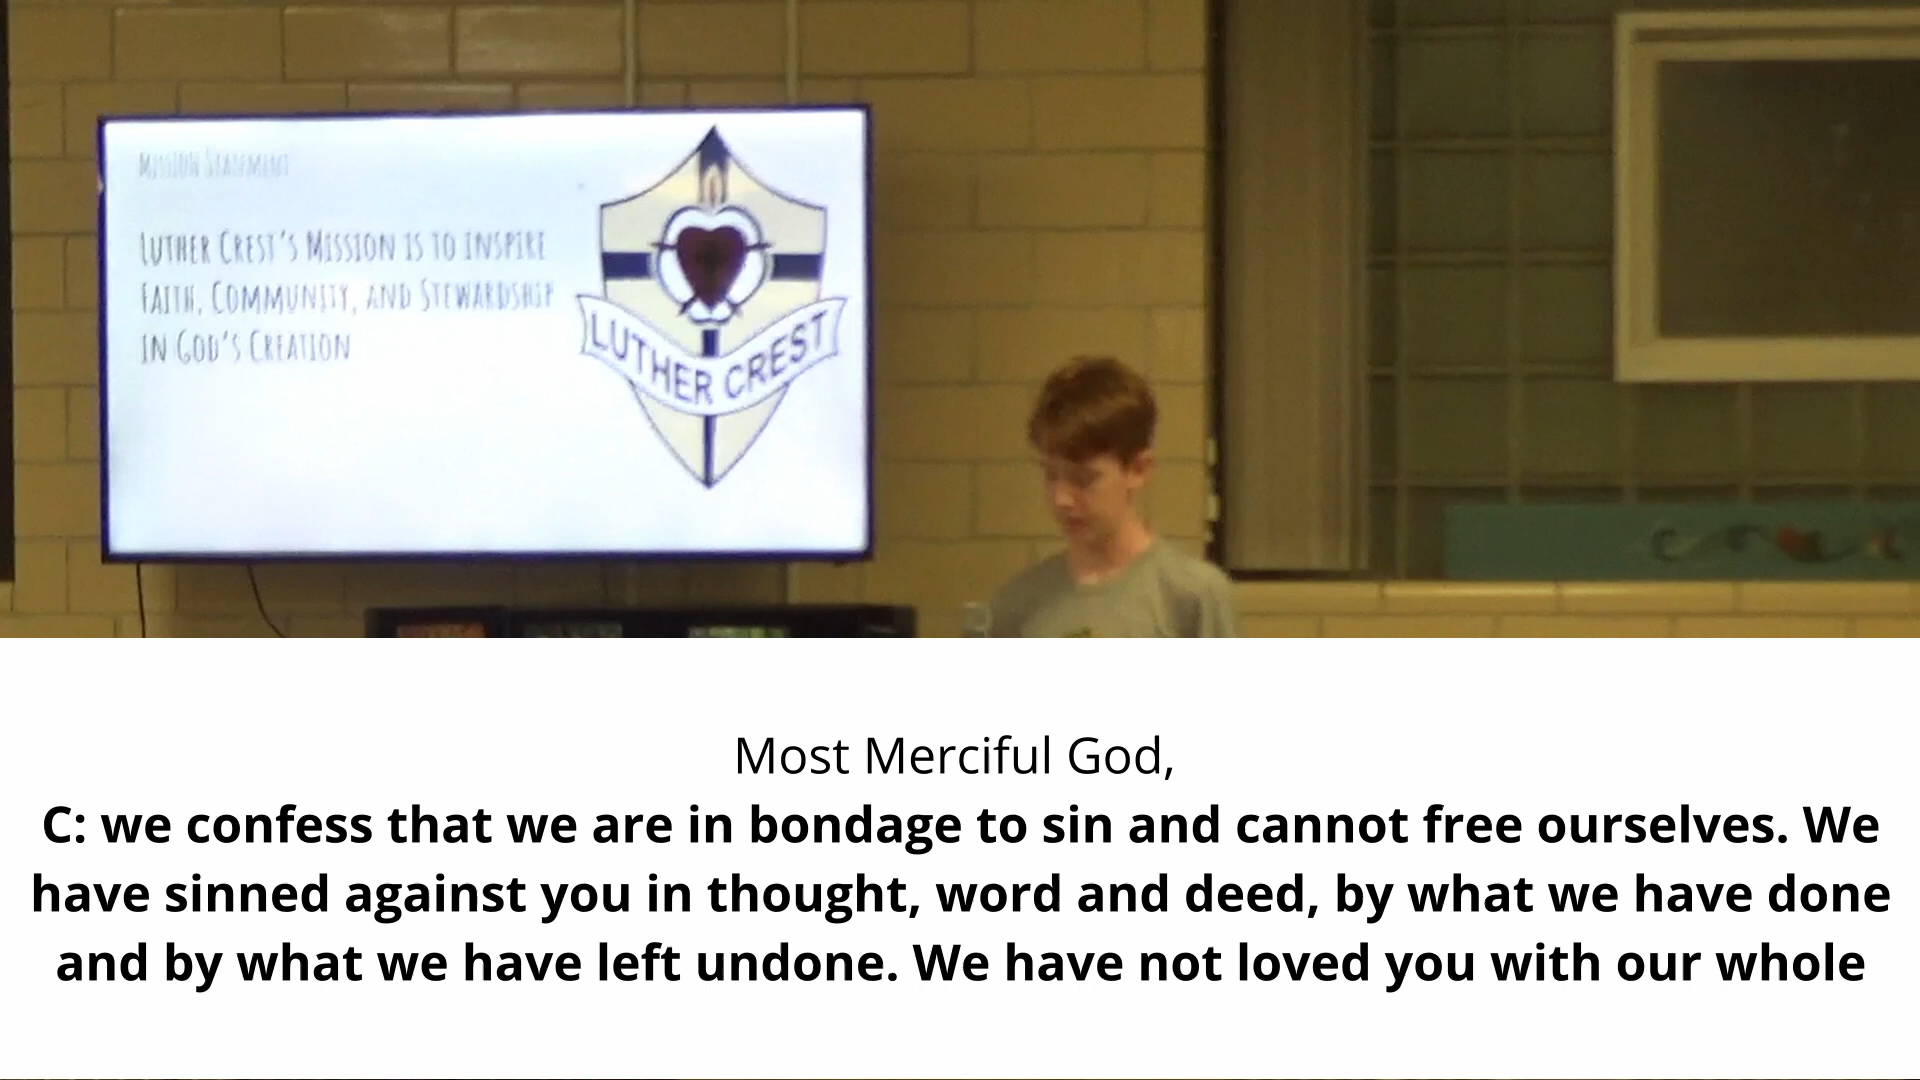 Mission Statement
Luther Crest's Mission is to inspire
Faith, Community, and Stewardship
in God's Creation
LUTHER CREST
Most Merciful God,
C: we confess that we are in bondage to sin and cannot free ourselves. We
have sinned against you in thought, word and deed, by what we have done
and by what we have left undone. We have not loved you with our whole